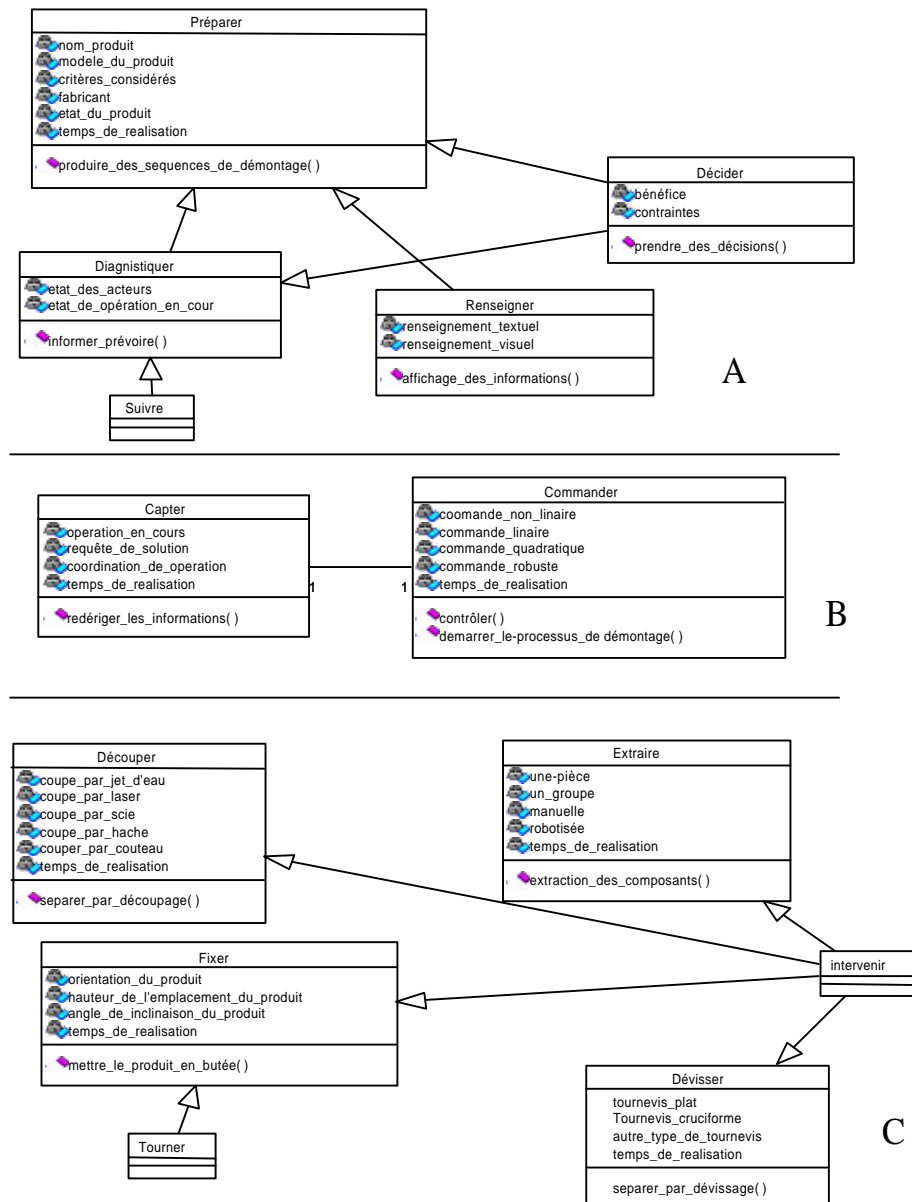 Préparer
nom_produit
modele_du_produit
critères_considérés
fabricant
etat_du_produit
temps_de_realisation
produire_des_sequences_de_démontage( )
Décider
bénéfice
contraintes
prendre_des_décisions( )
Diagnistiquer
etat_des_acteurs
etat_de_opération_en_cour
informer_prévoire( )
Renseigner
renseignement_textuel
renseignement_visuel
affichage_des_informations( )
Suivre
A
Capter
operation_en_cours
requête_de_solution
coordination_de_operation
temps_de_realisation
redériger_les_informations( )
1
1
Commander
coomande_non_linaire
commande_linaire
commande_quadratique
commande_robuste
temps_de_realisation
contrôler( )
demarrer_le-processus_de démontage( )
B
Découper
coupe_par_jet_d'eau
coupe_par_laser
coupe_par_scie
coupe_par_hache
couper_par_couteau
temps_de_realisation
separer_par_découpage( )
Extraire
une-pièce
un_groupe
manuelle
robotisée
temps_de_realisation
extraction_des_composants( )
intervenir
Fixer
orientation_du_produit
hauteur_de_l'emplacement_du_produit
angle_de_inclinaison_du_produit
temps_de_realisation
mettre_le_produit_en_butée( )
Tourner
Dévisser
tournevis_plat
Tournevis_cruciforme
autre_type_de_tournevis
temps_de_realisation
separer_par_dévissage( )
C